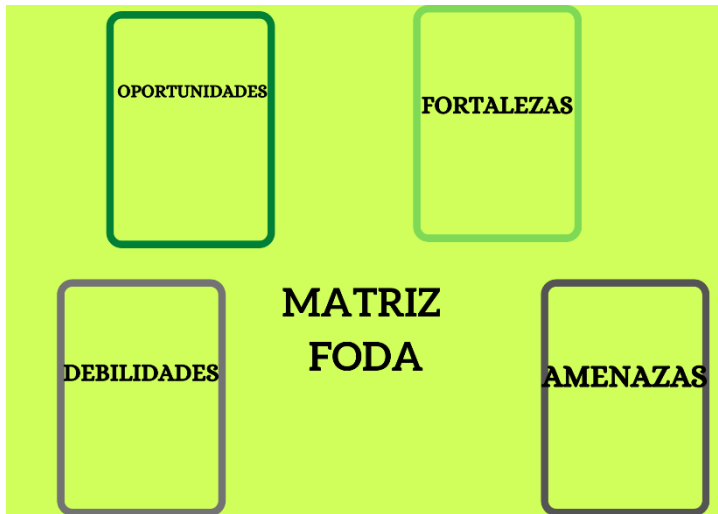 OPORTUNIDADES
FORTALEZAS
MATRIZ
FODA
DEBILIDADES
AMENAZAS